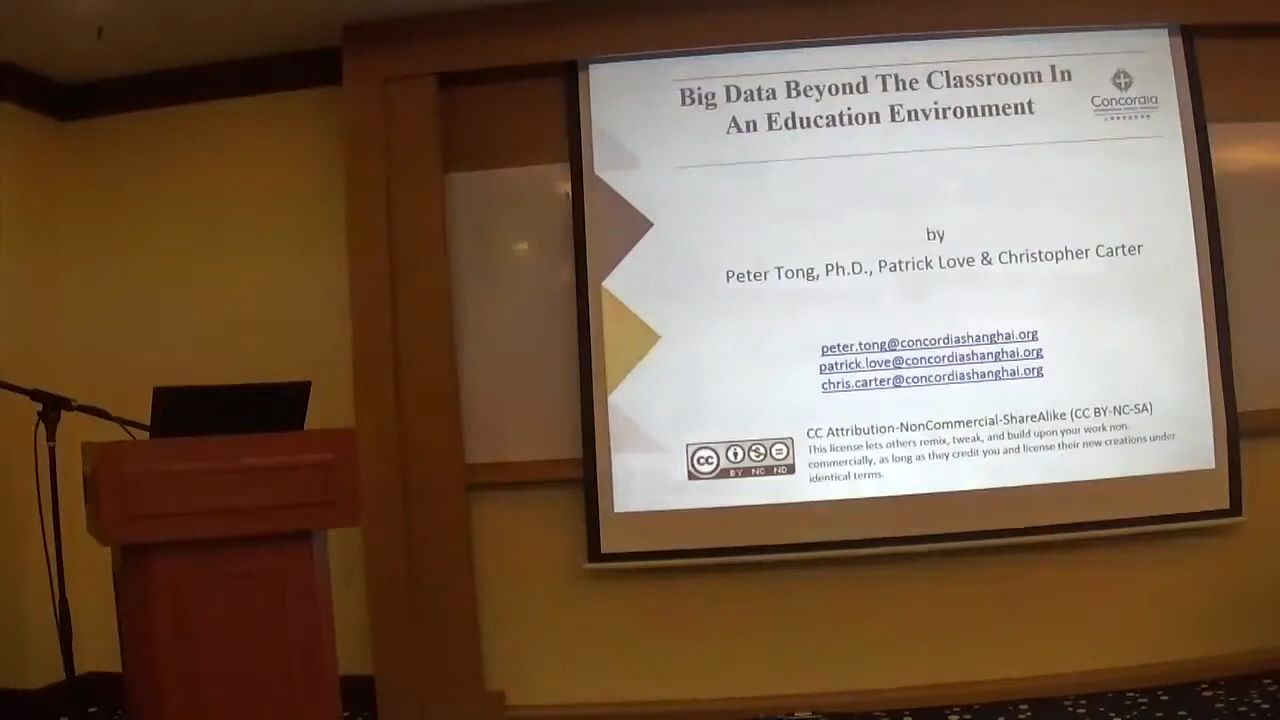 Big Data Beyond The Classroom In
An Education Environment
Concordia
by
Peter Tong, Ph.D., Patrick Love & Christopher Carter
peter.tong@concordiashanghai.org
patrick.love@concordiashanghai.org
chris.carter@concordiashanghai.org
CC Attribution-NonCommercial-ShareAlike (CC BY-NC-SA)
This license lets others remix, tweak, and build upon your work non-
commercially, as long as they credit you and license their new creations under
identical terms.
cc
BY NC ND